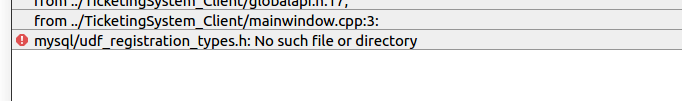 from ../TicketingSystem_Client/globalapi.h:17,
from ../TicketingSystem_Client/mainwindow.cpp:3:
mysql/udf_registration_types.h: No such file or directory